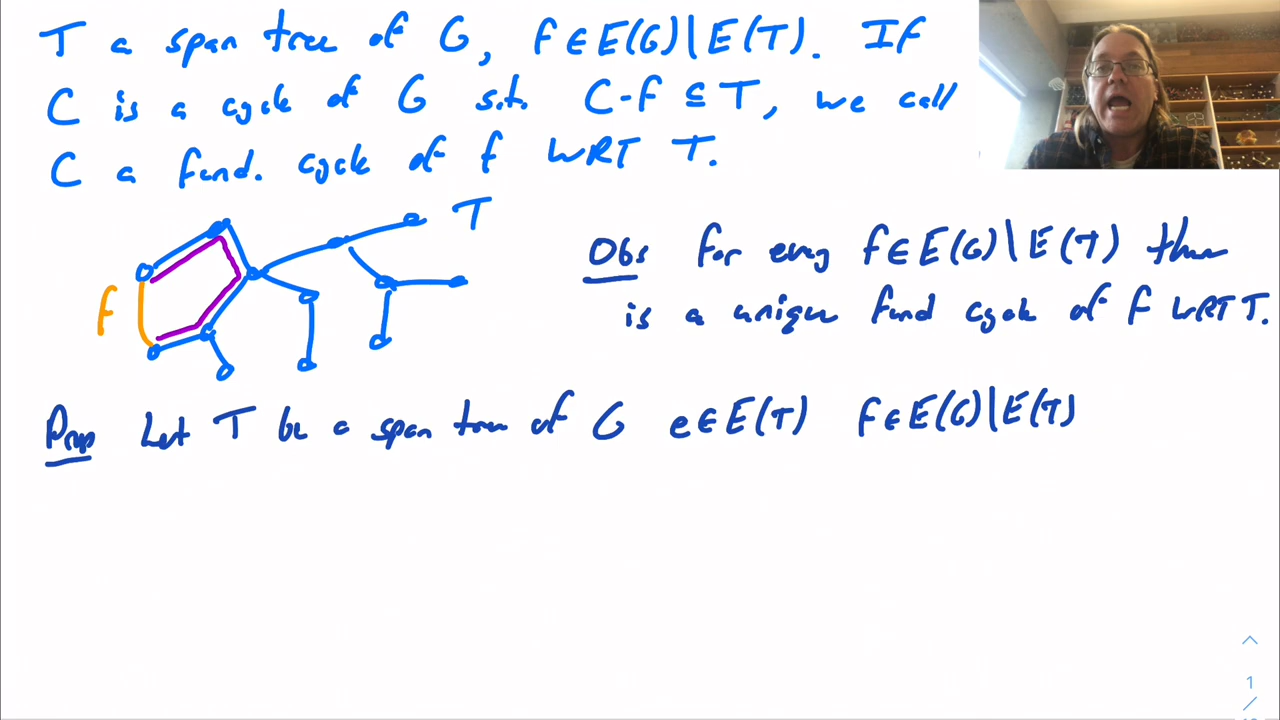 T a span tree of G, f ∈ E(G)\E(T). If
C is a cycle of G s.t. C-f ⊆ T, we call
C a fund. cycle of f WRT T.
T
f
Obs For every f ∈ E(G)\E(T) there
is a unique fund cycle of f WRT T.
Prop Let T be a span tree of G e ∈ E(T) f ∈ E(G)\E(T)
1
/